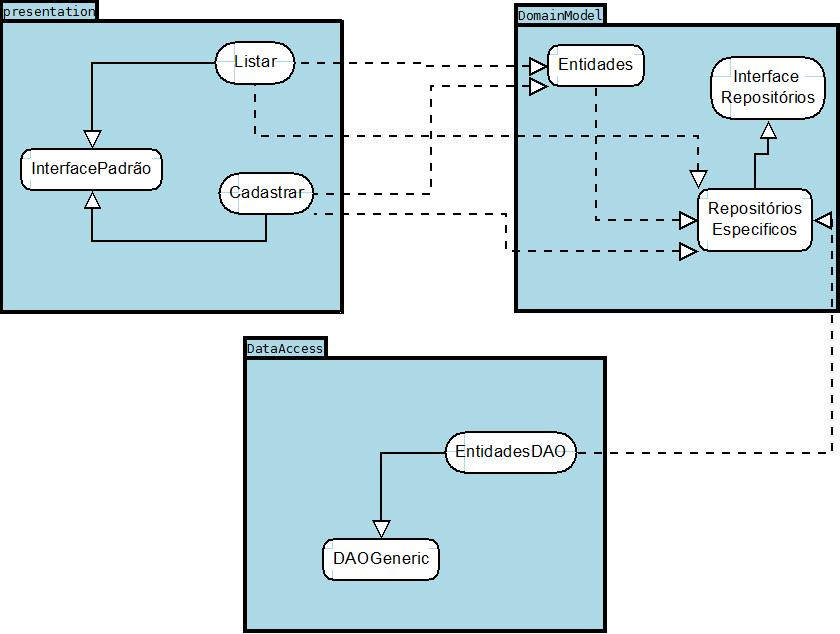 presentation
Listar
InterfacePadrão
Cadastrar
DomainModel
Entidades
Interface
Repositórios
Repositórios
Especificos
DataAccess
EntidadesDAO
DAOGeneric